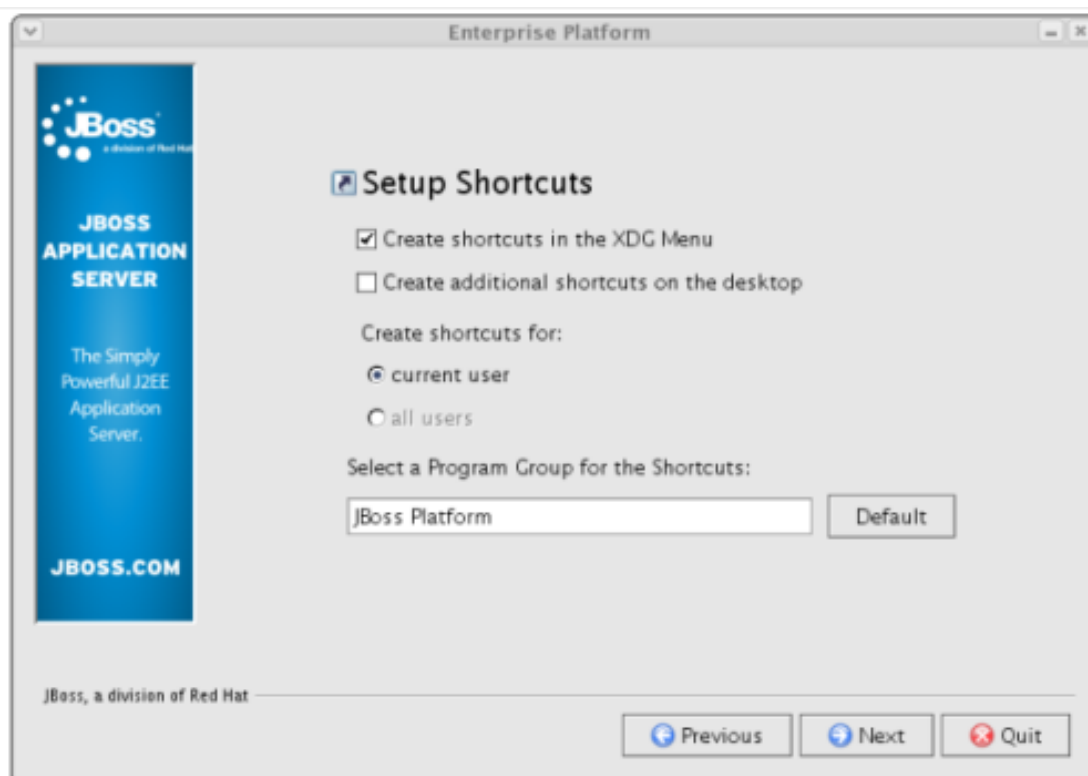 Enterprise Platform
JBoss
a division of Red Hat
JBOSS
APPLICATION
SERVER
The Simply
Powerful J2EE
Application
Server.
JBOSS.COM
Setup Shortcuts
Create shortcuts in the XDG Menu
Create additional shortcuts on the desktop
Create shortcuts for:
current user
all users
Select a Program Group for the Shortcuts:
JBoss Platform
Default
JBoss, a division of Red Hat
Previous
Next
Quit